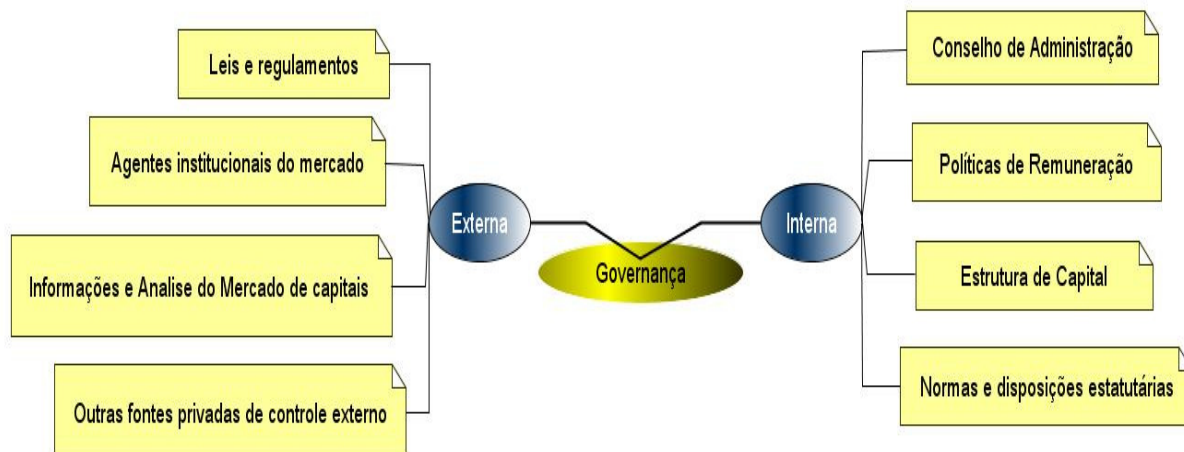 Leis e regulamentos
Agentes institucionais do mercado
Informações e Analise do Mercado de capitais
Outras fontes privadas de controle externo
Externa
Governança
Interna
Conselho de Administração
Políticas de Remuneração
Estrutura de Capital
Normas e disposições estatutárias